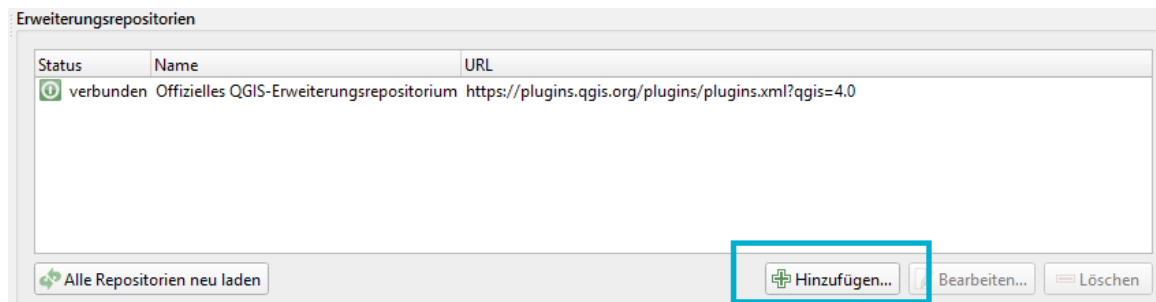 Erweiterungsrepositorien
Status Name URL
verbunden Offizielles QGIS-Erweiterungsrepositorium https://plugins.qgis.org/plugins/plugins.xml?qgis=4.0
Alle Repositorien neu laden Hinzufügen... Bearbeiten... Löschen